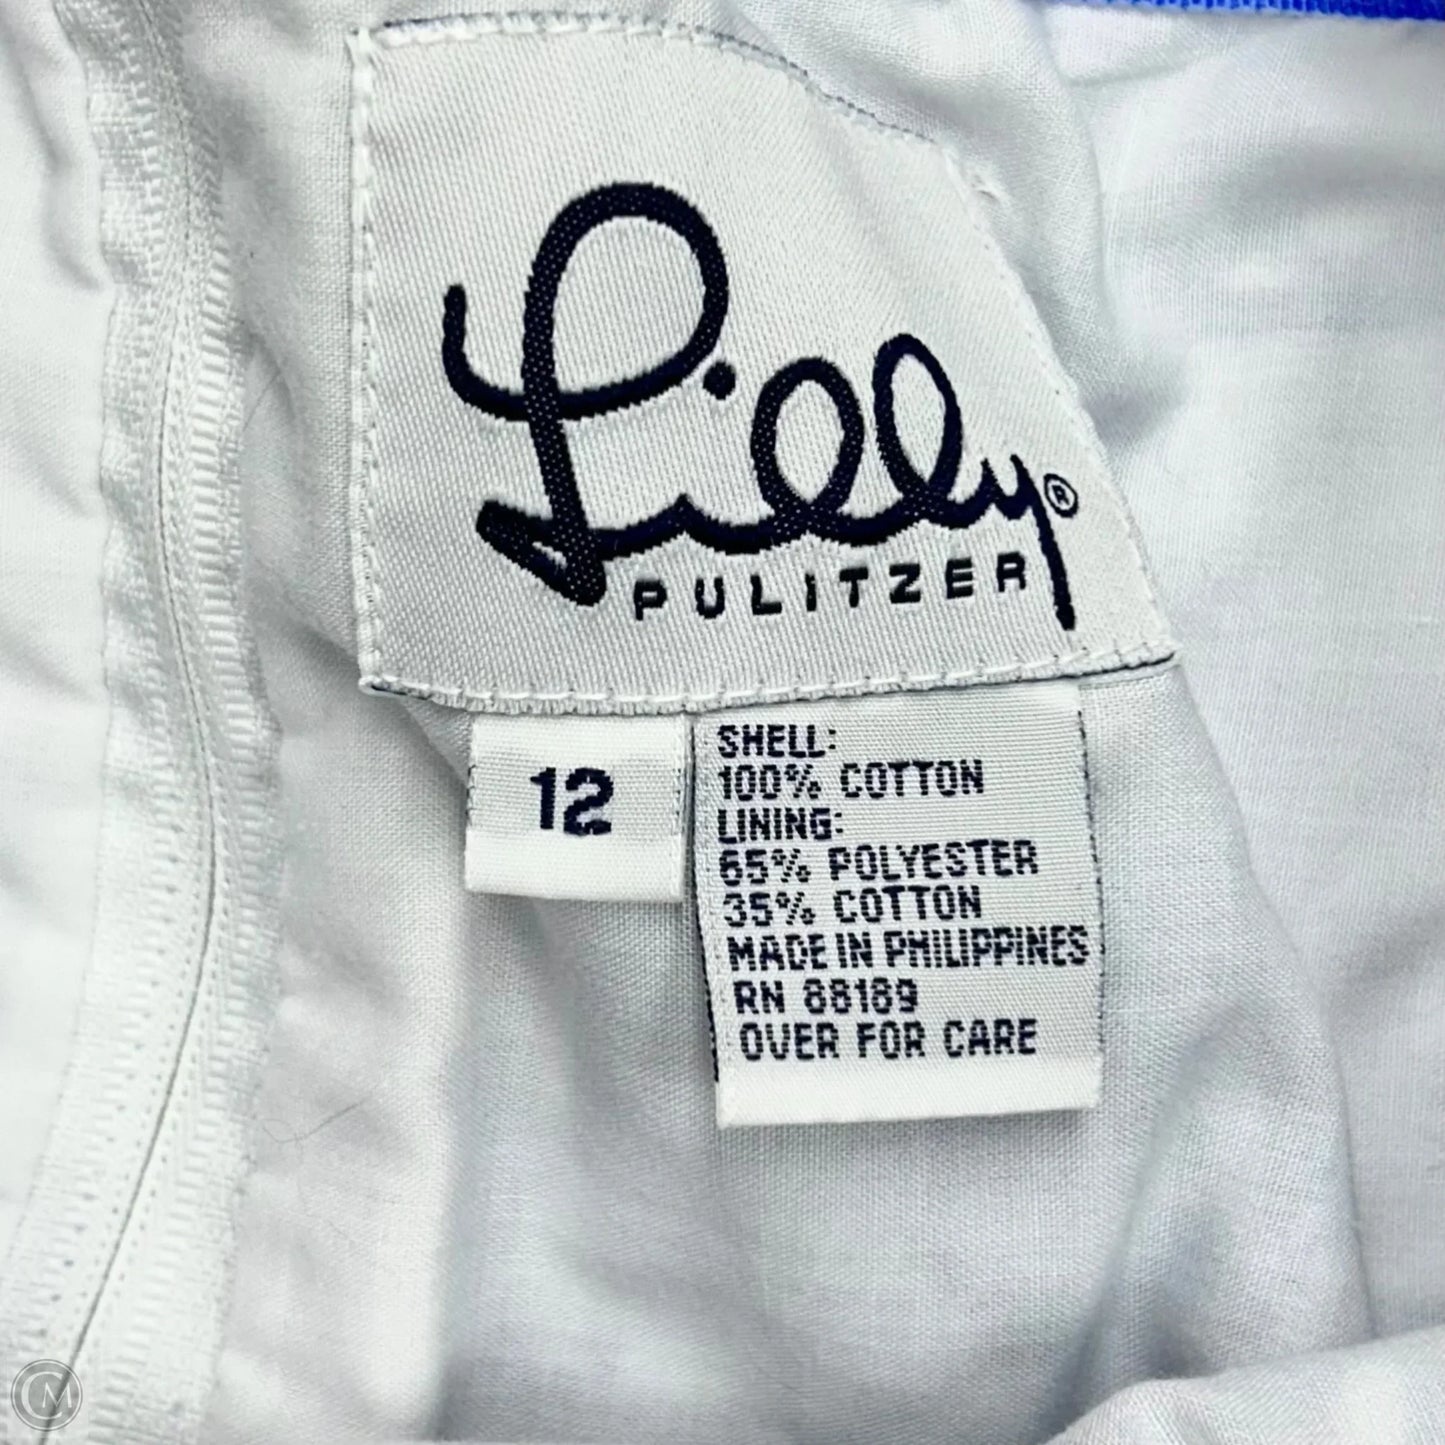 Lilly®
PULITZER
12
SHELL:
100% COTTON
LINING:
65% POLYESTER
35% COTTON
MADE IN PHILIPPINES
RN 88189
OVER FOR CARE
CM